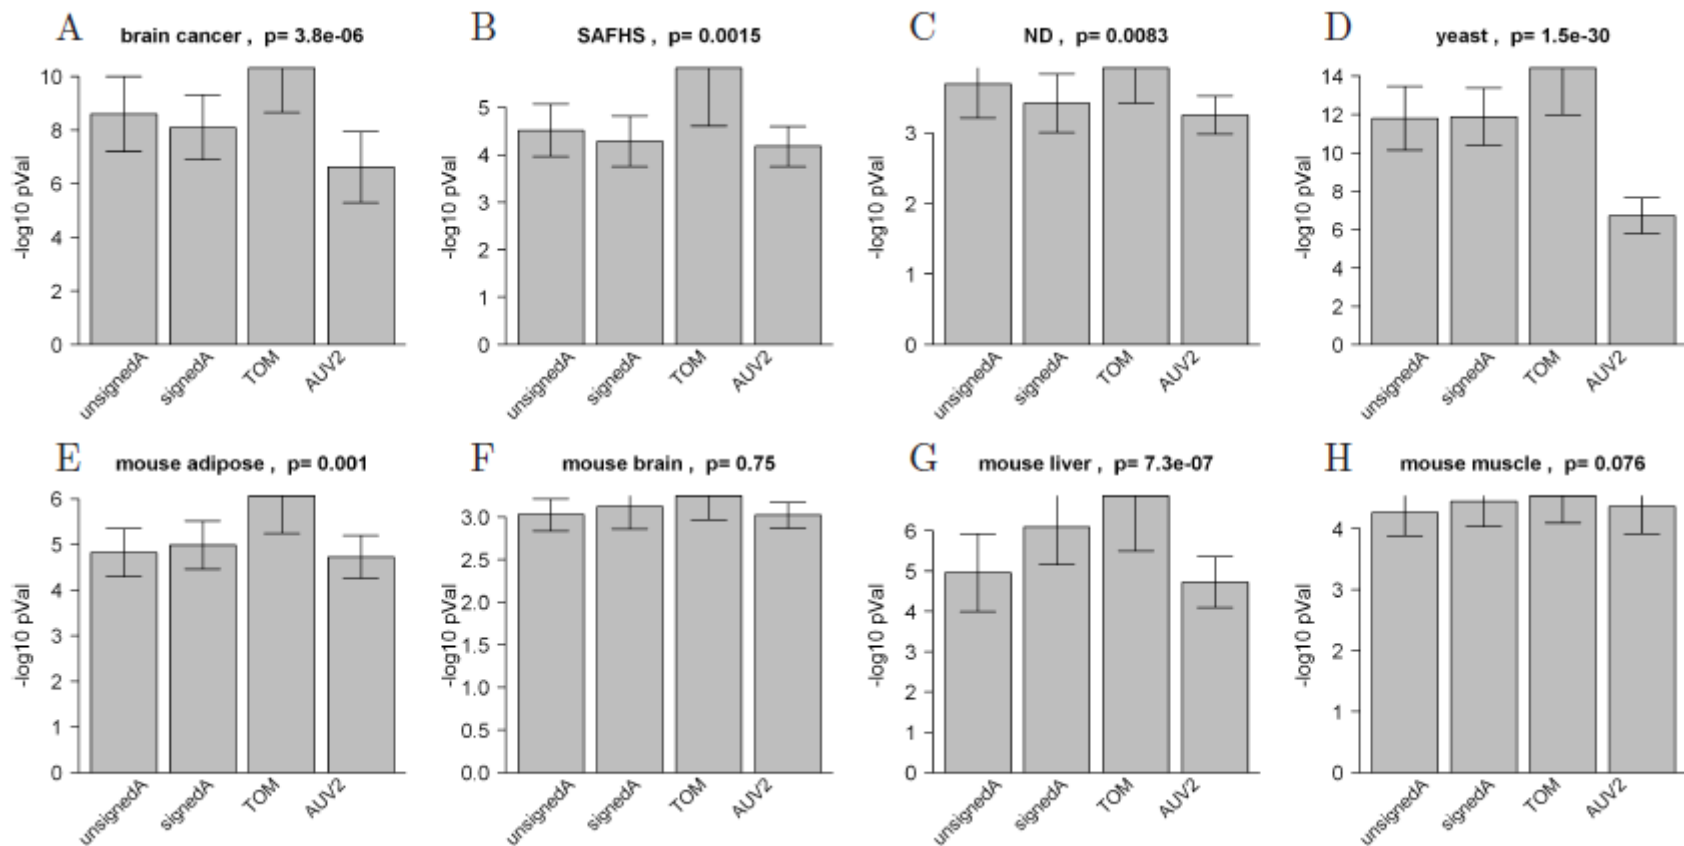 A brain cancer , p= 3.8e-06
-log10 pVal
10
8
6
4
2
0
unsignedA
signedA
TOM
AUV2
B SAFHS , p= 0.0015
-log10 pVal
5
4
3
2
1
0
unsignedA
signedA
TOM
AUV2
C ND , p= 0.0083
-log10 pVal
3
2
1
0
unsignedA
signedA
TOM
AUV2
D yeast , p= 1.5e-30
-log10 pVal
14
12
10
8
6
4
2
0
unsignedA
signedA
TOM
AUV2
E mouse adipose , p= 0.001
-log10 pVal
6
5
4
3
2
1
0
unsignedA
signedA
TOM
AUV2
F mouse brain , p= 0.75
-log10 pVal
3.0
2.5
2.0
1.5
1.0
0.5
0.0
unsignedA
signedA
TOM
AUV2
G mouse liver , p= 7.3e-07
-log10 pVal
6
5
4
3
2
1
0
unsignedA
signedA
TOM
AUV2
H mouse muscle , p= 0.076
-log10 pVal
4
3
2
1
0
unsignedA
signedA
TOM
AUV2